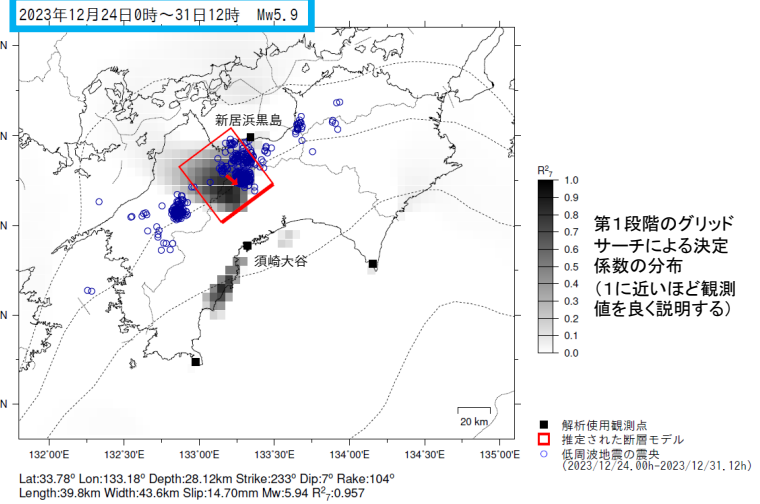 2023年12月24日0時～31日12時　Mw5.9
N
新居浜黒島
N
N
須崎大谷
N
N
20 km
132°00'E
132°30'E
133°00'E
133°30'E
134°00'E
134°30'E
135°00'E
R²₇
1.0
0.9
0.8
0.7
0.6
0.5
0.4
0.3
0.2
0.1
0.0
第１段階のグリッド
サーチによる決定
係数の分布
（１に近いほど観測
値を良く説明する）
解析使用観測点
推定された断層モデル
低周波地震の震央
(2023/12/24.00h-2023/12/31.12h)
Lat:33.78° Lon:133.18° Depth:28.12km Strike:233° Dip:7° Rake:104°
Length:39.8km Width:43.6km Slip:14.70mm Mw:5.94 R²₇:0.957